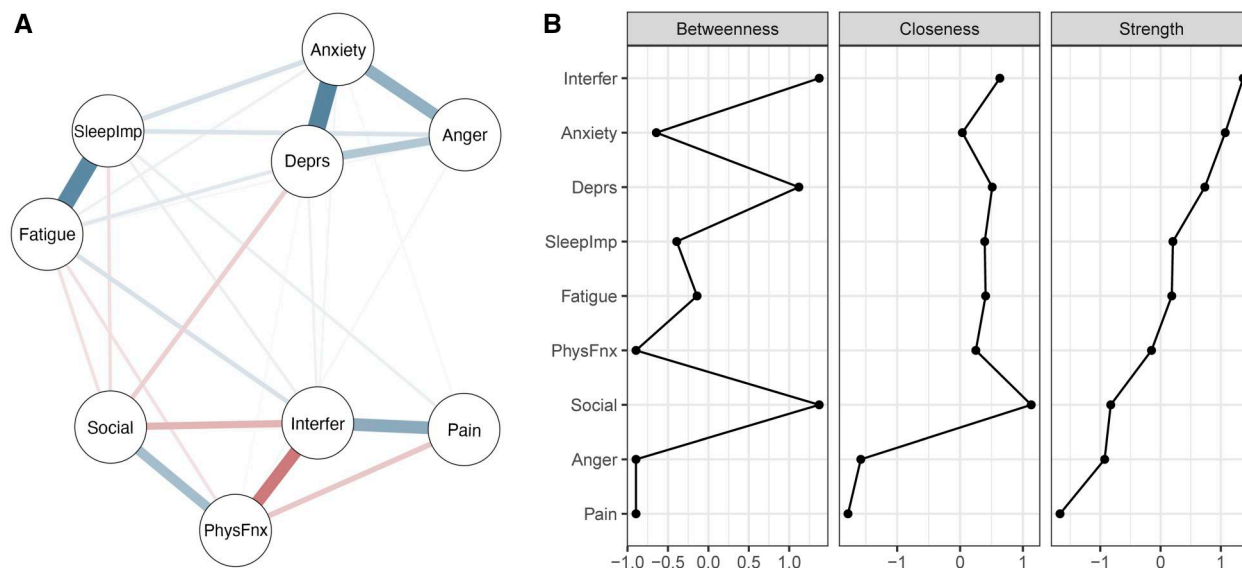 A
Anxiety
SleepImp
Anger
Deprs
Fatigue
Social
Interfer
Pain
PhysFnx
B
Betweenness
Closeness
Strength
Interfer
Anxiety
Deprs
SleepImp
Fatigue
PhysFnx
Social
Anger
Pain
−1.0 −0.5 0.0 0.5 1.0
−1 0 1
−1 0 1